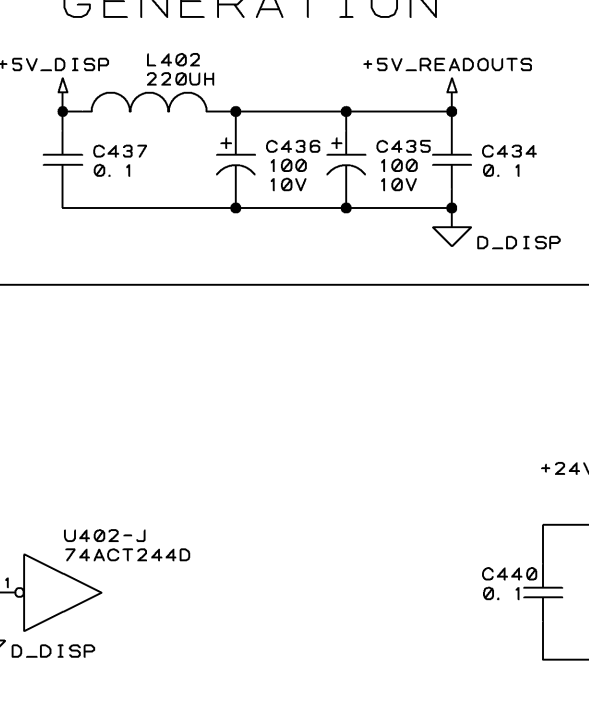 GENERATION
+5V_DISP
L402
220UH
+5V_READOUTS
C437
0.1
+ C436
100
10V
+ C435
100
10V
C434
0.1
D_DISP
+24V
U402-J
74ACT244D
1
D_DISP
C440
0.1